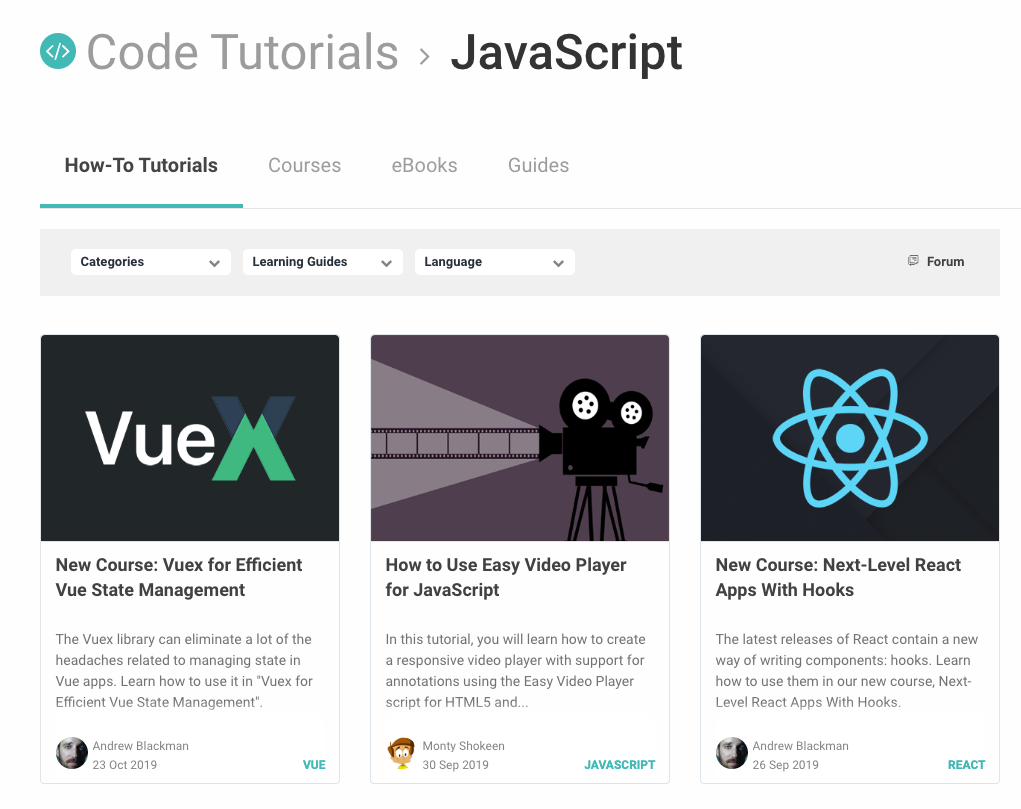 Code Tutorials › JavaScript
How-To Tutorials Courses eBooks Guides
Categories Learning Guides Language Forum
VueX
New Course: Vuex for Efficient
Vue State Management
The Vuex library can eliminate a lot of the
headaches related to managing state in
Vue apps. Learn how to use it in "Vuex for
Efficient Vue State Management".
Andrew Blackman
23 Oct 2019
VUE
How to Use Easy Video Player
for JavaScript
In this tutorial, you will learn how to create
a responsive video player with support for
annotations using the Easy Video Player
script for HTML5 and...
Monty Shokeen
30 Sep 2019
JAVASCRIPT
New Course: Next-Level React
Apps With Hooks
The latest releases of React contain a new
way of writing components: hooks. Learn
how to use them in our new course, Next-
Level React Apps With Hooks.
Andrew Blackman
26 Sep 2019
REACT